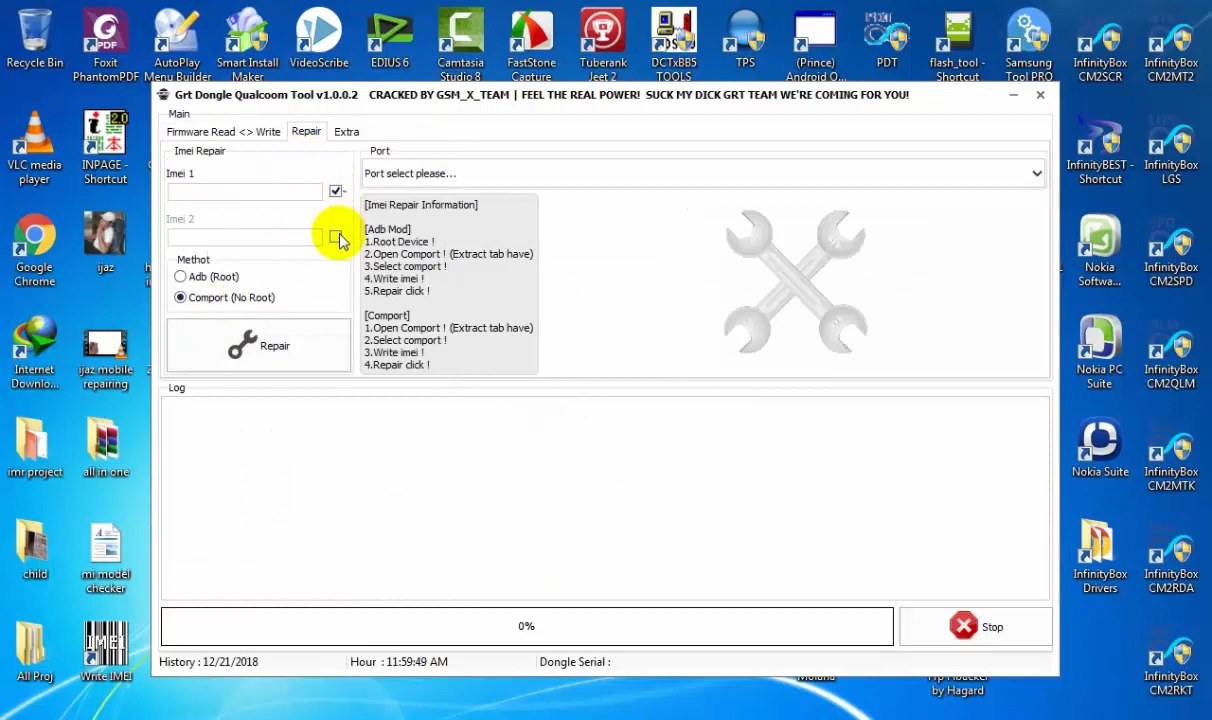 Recycle Bin
Foxit
PhantomPDF
AutoPlay
Menu Builder
Smart Install
Maker
VideoScribe
EDIUS 6
Camtasia
Studio 8
FastStone
Capture
Tuberank
Jeet 2
DCTxBB5
TOOLS
TPS
(Prince)
Android O...
PDT
flash_tool -
Shortcut
Samsung
Tool PRO
InfinityBox
CM2SCR
InfinityBox
CM2MT2
Grt Dongle Qualcoom Tool v1.0.0.2 CRACKED BY GSM_X_TEAM | FEEL THE REAL POWER! SUCK MY DICK GRT TEAM WE'RE COMING FOR YOU!
Main
Firmware Read <> Write
Repair
Extra
Imei Repair
Imei 1
Imei 2
Methot
Adb (Root)
Comport (No Root)
Repair
Port
Port select please...
[Imei Repair Information]
[Adb Mod]
1.Root Device !
2.Open Comport ! (Extract tab have)
3.Select comport !
4.Write imei !
5.Repair click !
[Comport]
1.Open Comport ! (Extract tab have)
2.Select comport !
3.Write imei !
4.Repair click !
Log
0%
Stop
History : 12/21/2018
Hour : 11:59:49 AM
Dongle Serial :
VLC media
player
INPAGE -
Shortcut
2.0
Google
Chrome
ijaz
Internet
Downlo...
ijaz mobile
repairing
imr project
all in one
child
mi model
checker
All Proj
IMEI
Write IMEI
InfinityBEST -
Shortcut
InfinityBox
LGS
Nokia
Softwa...
InfinityBox
CM2SPD
Nokia PC
Suite
InfinityBox
CM2QLM
Nokia Suite
InfinityBox
CM2MTK
InfinityBox
Drivers
InfinityBox
CM2RDA
by Hagard
InfinityBox
CM2RKT